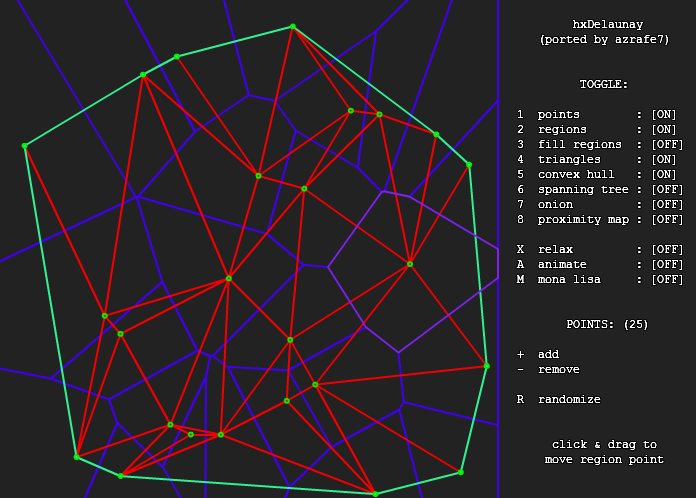 hxDelaunay
(ported by azrafe7)
TOGGLE:
1 points : [ON]
2 regions : [ON]
3 fill regions : [OFF]
4 triangles : [ON]
5 convex hull : [ON]
6 spanning tree : [OFF]
7 onion : [OFF]
8 proximity map : [OFF]
X relax : [OFF]
A animate : [OFF]
M mona lisa : [OFF]
POINTS: (25)
+ add
- remove
R randomize
click & drag to
move region point